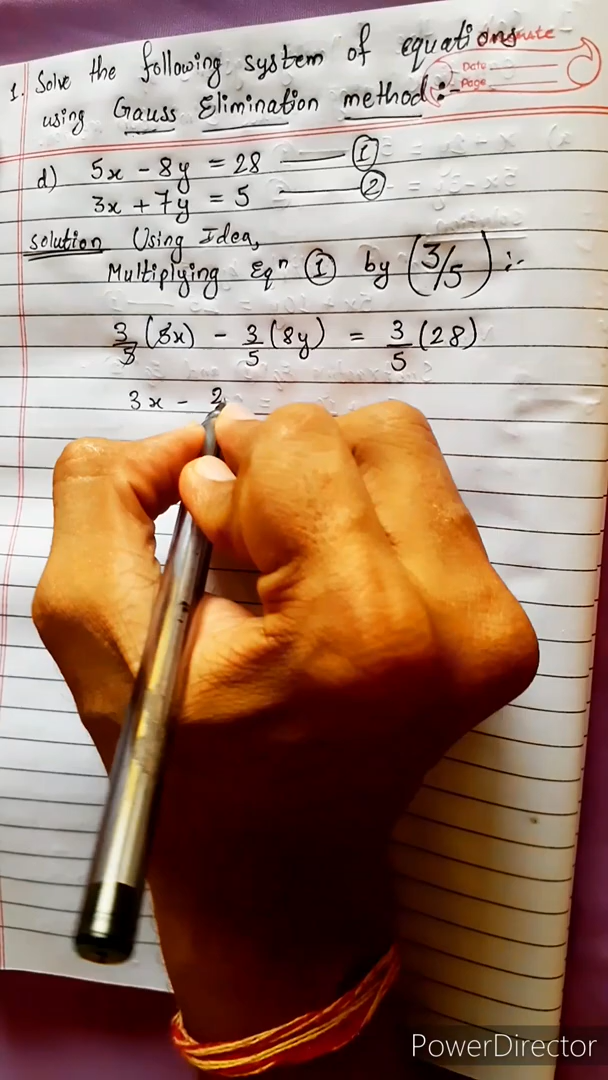 1. Solve the following system of equations
using Gauss Elimination method :-
Date
Page
d) 5x - 8y = 28 —— ①
3x + 7y = 5 —— ②
solution Using Idea,
Multiplying Eqⁿ ① by (3/5) :-
3/5 (5x) - 3/5 (8y) = 3/5 (28)
3x - 2
PowerDirector